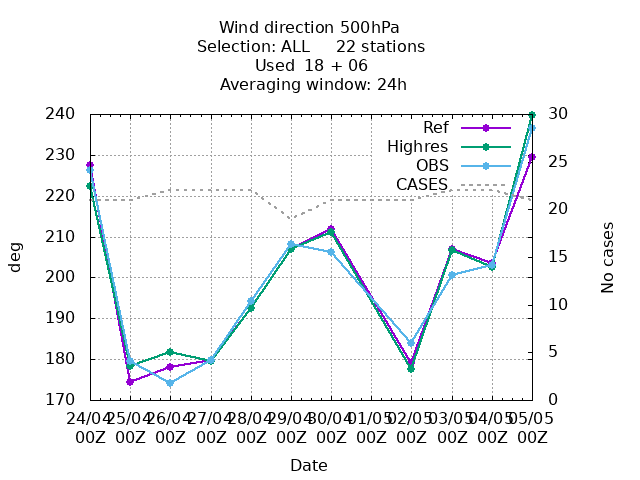 Wind direction 500hPa
Selection: ALL 22 stations
Used 18 + 06
Averaging window: 24h
240
230
220
210
200
190
180
170
deg
30
25
20
15
10
5
0
No cases
Ref
Highres
OBS
CASES
24/04 25/04 26/04 27/04 28/04 29/04 30/04 01/05 02/05 03/05 04/05 05/05
00Z 00Z 00Z 00Z 00Z 00Z 00Z 00Z 00Z 00Z 00Z 00Z
Date